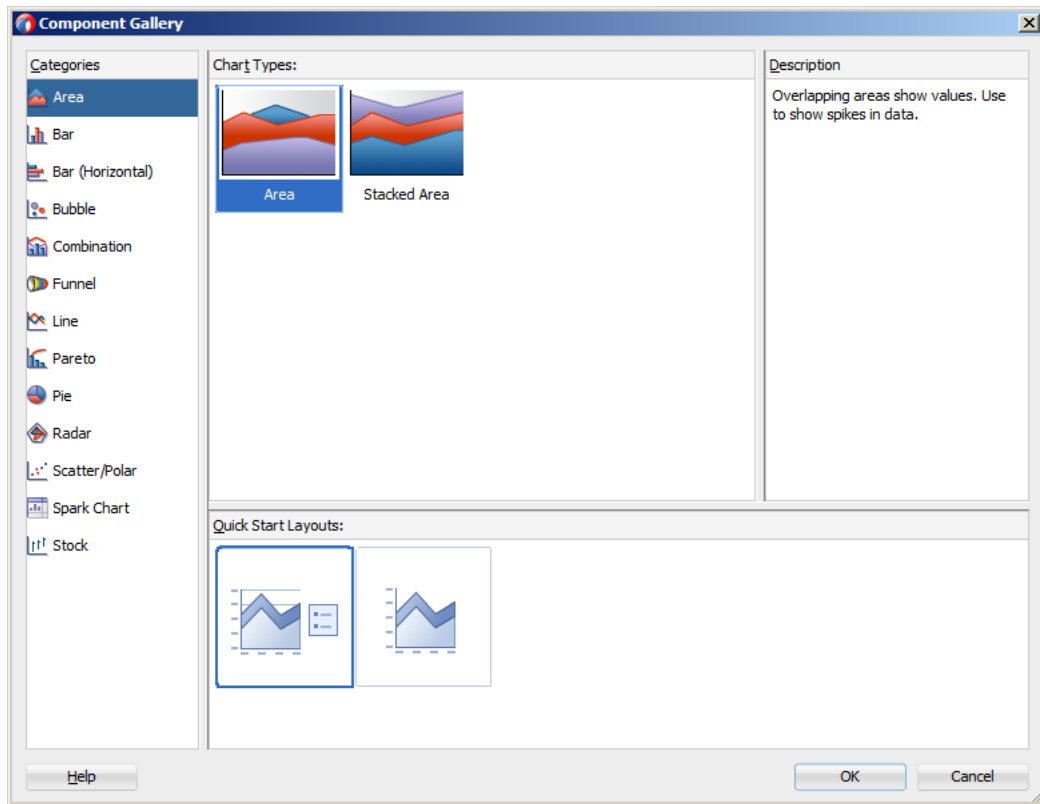 Component Gallery
Categories
Area
Bar
Bar (Horizontal)
Bubble
Combination
Funnel
Line
Pareto
Pie
Radar
Scatter/Polar
Spark Chart
Stock
Chart Types:
Area
Stacked Area
Description
Overlapping areas show values. Use
to show spikes in data.
Quick Start Layouts:
Help
OK
Cancel